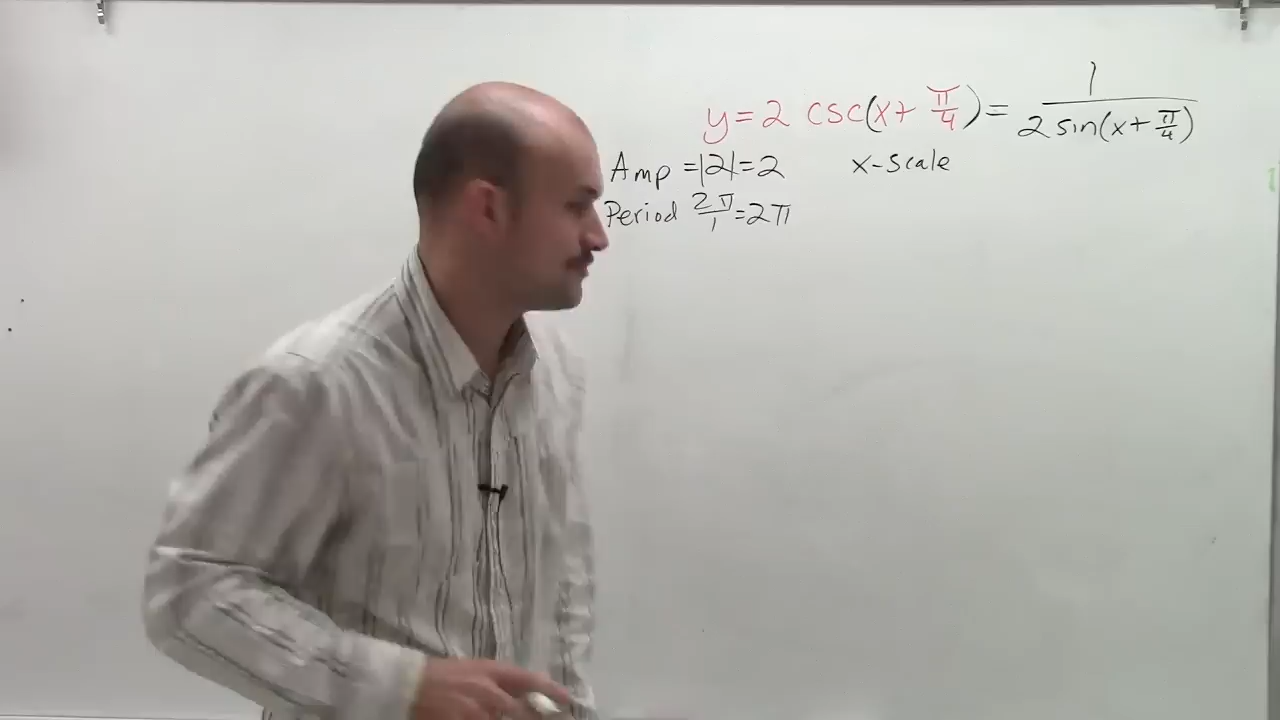 y = 2 csc(x + π/4) = 1/(2 sin(x + π/4))
Amp = |2| = 2 x-scale
Period 2π/1 = 2π